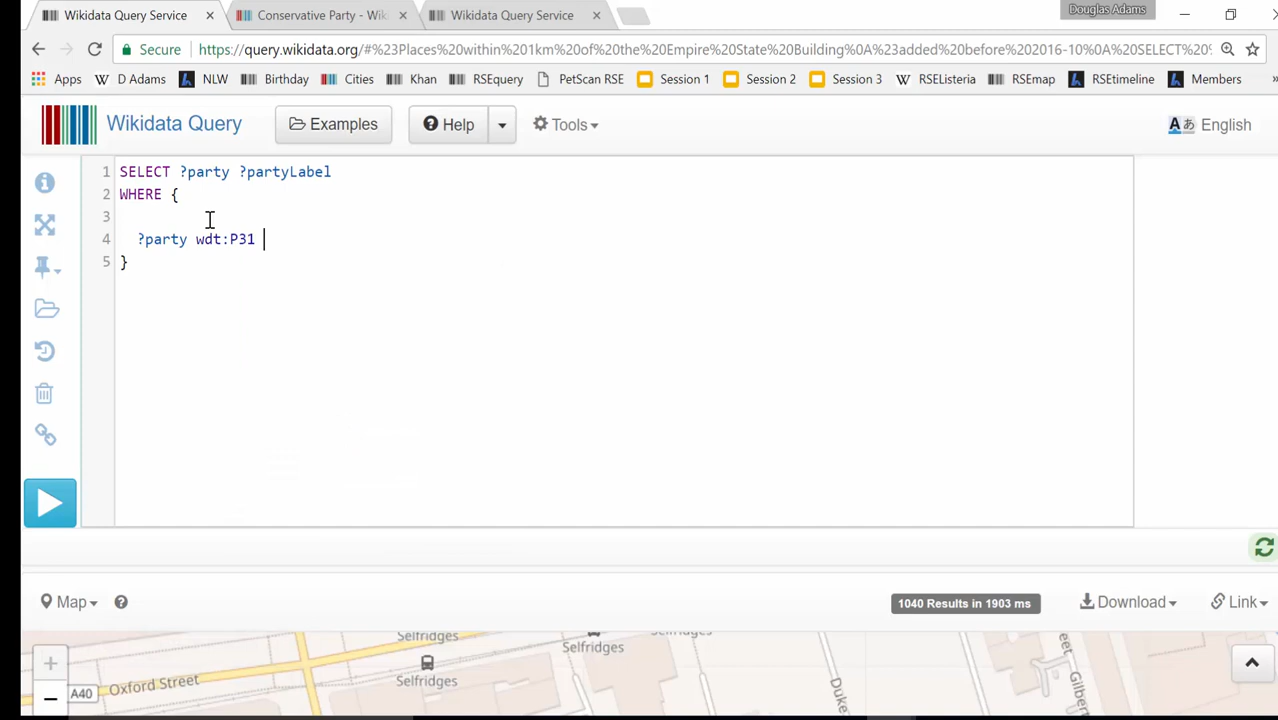 Wikidata Query Service
Conservative Party - Wiki
Wikidata Query Service
Douglas Adams
Secure
https://query.wikidata.org/#%23Places%20within%201km%20of%20the%20Empire%20State%20Building%0A%23added%20before%202016-10%0A%20SELECT%20%
Apps
D Adams
NLW
Birthday
Cities
Khan
RSEquery
PetScan RSE
Session 1
Session 2
Session 3
RSEListeria
RSEmap
RSEtimeline
Members
Wikidata Query
Examples
Help
Tools
English
1 SELECT ?party ?partyLabel
2 WHERE {
3
4 ?party wdt:P31
5 }
Map
1040 Results in 1903 ms
Download
Link
Selfridges
Selfridges
Selfridges
Oxford Street
A40
Duke
Gilbert